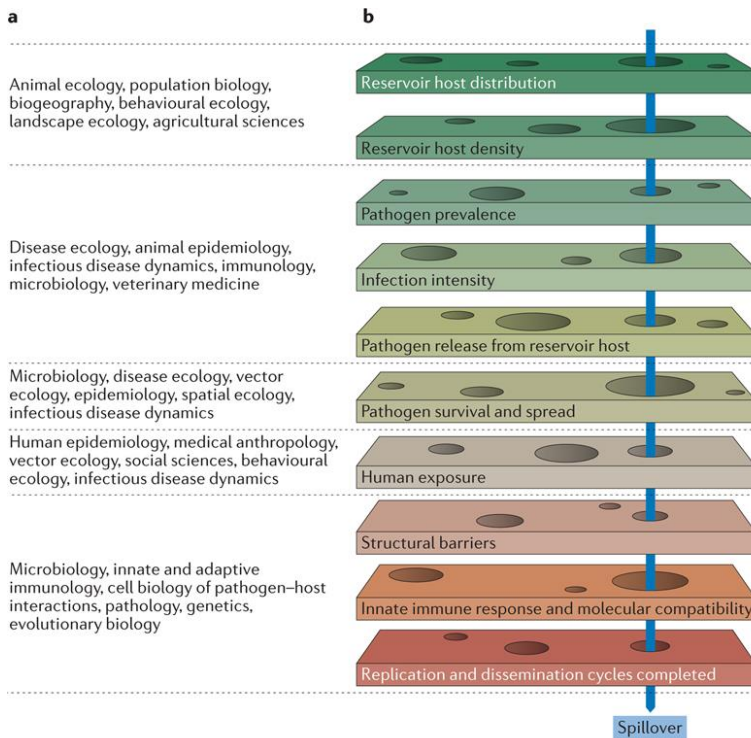 a
b
Animal ecology, population biology,
biogeography, behavioural ecology,
landscape ecology, agricultural sciences
Reservoir host distribution
Reservoir host density
Disease ecology, animal epidemiology,
infectious disease dynamics, immunology,
microbiology, veterinary medicine
Pathogen prevalence
Infection intensity
Pathogen release from reservoir host
Microbiology, disease ecology, vector
ecology, epidemiology, spatial ecology,
infectious disease dynamics
Pathogen survival and spread
Human epidemiology, medical anthropology,
vector ecology, social sciences, behavioural
ecology, infectious disease dynamics
Human exposure
Microbiology, innate and adaptive
immunology, cell biology of pathogen–host
interactions, pathology, genetics,
evolutionary biology
Structural barriers
Innate immune response and molecular compatibility
Replication and dissemination cycles completed
Spillover